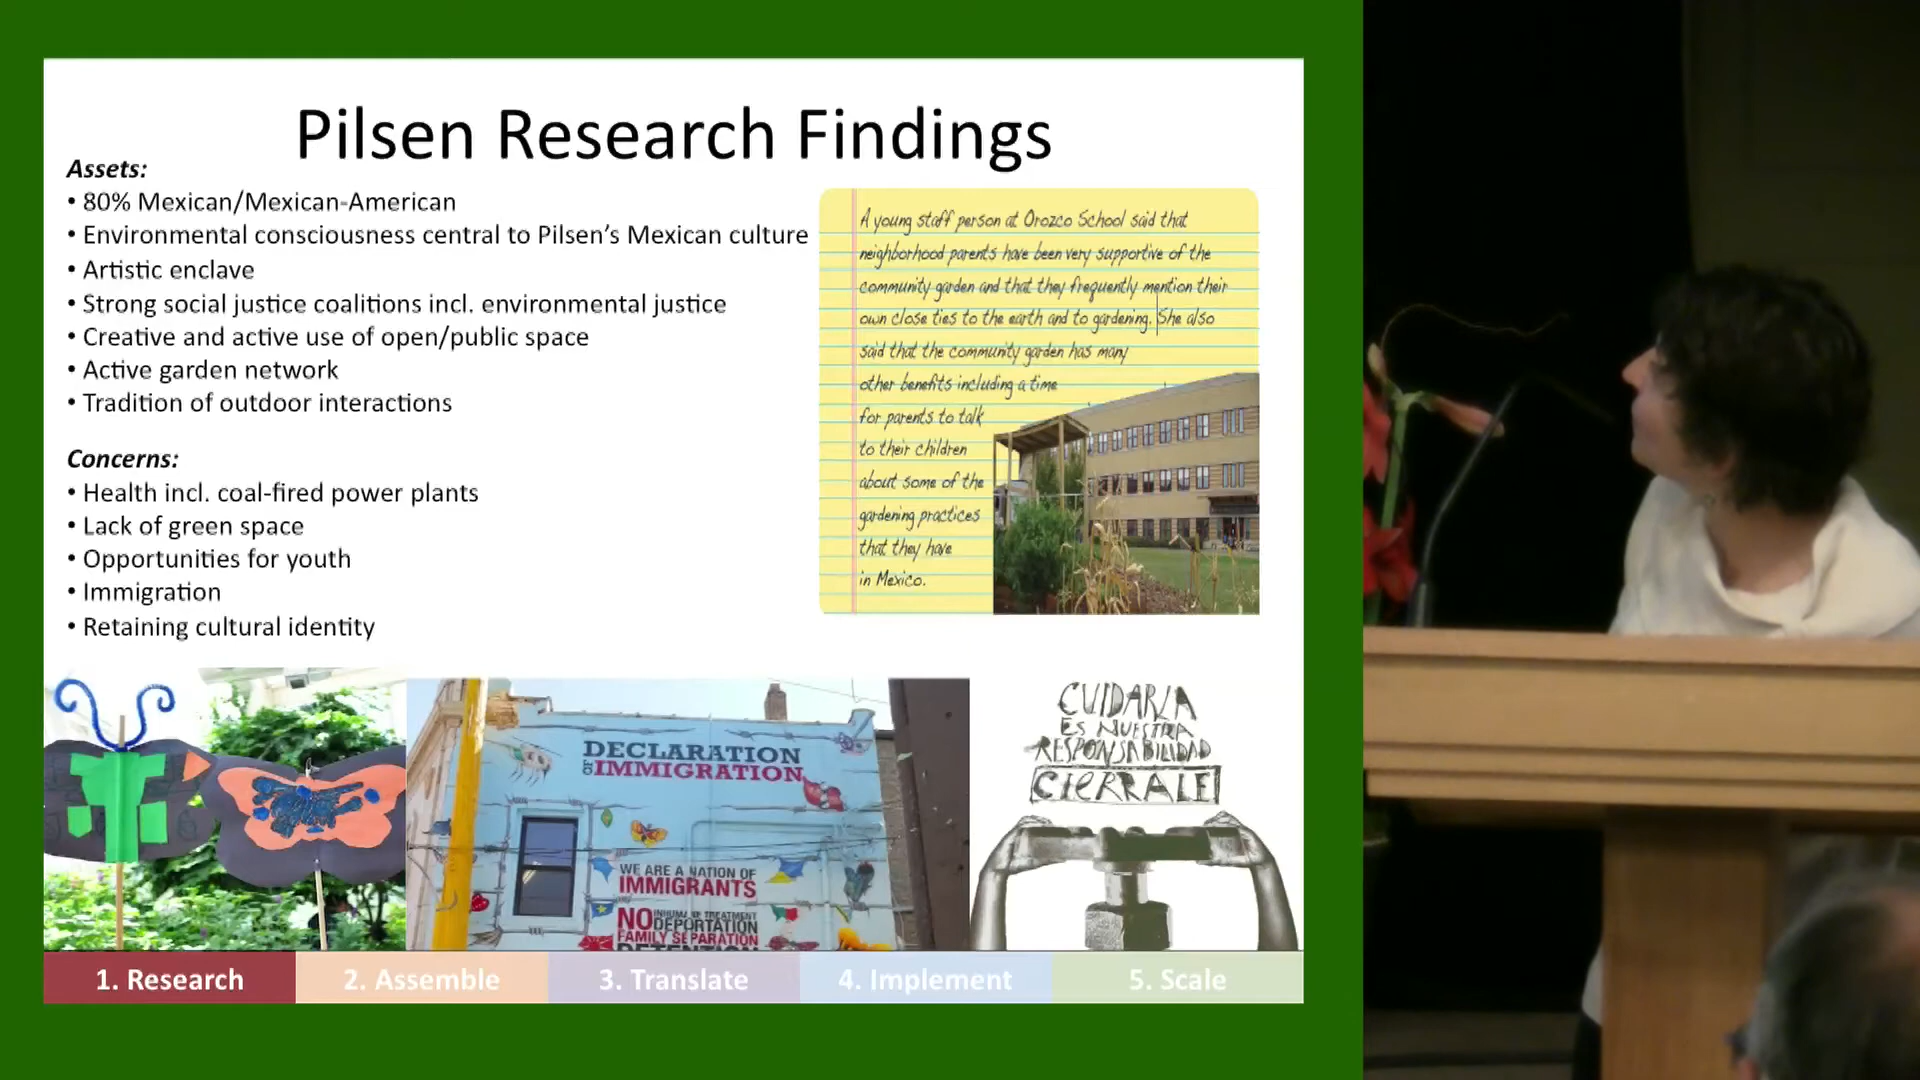 Pilsen Research Findings
Assets:
• 80% Mexican/Mexican-American
• Environmental consciousness central to Pilsen's Mexican culture
• Artistic enclave
• Strong social justice coalitions incl. environmental justice
• Creative and active use of open/public space
• Active garden network
• Tradition of outdoor interactions
Concerns:
• Health incl. coal-fired power plants
• Lack of green space
• Opportunities for youth
• Immigration
• Retaining cultural identity
A young staff person at Orozco School said that
neighborhood parents have been very supportive of the
community garden and that they frequently mention their
own close ties to the earth and to gardening. She also
said that the community garden has many
other benefits including a time
for parents to talk
to their children
about some of the
gardening practices
that they have
in Mexico.
DECLARATION
OF IMMIGRATION
WE ARE A NATION OF
IMMIGRANTS
NO INHUMANE TREATMENT
DEPORTATION
FAMILY SEPARATION
DETENTION
CUIDARLA
ES NUESTRA
RESPONSABILIDAD
CIERRALE
1. Research
2. Assemble
3. Translate
4. Implement
5. Scale